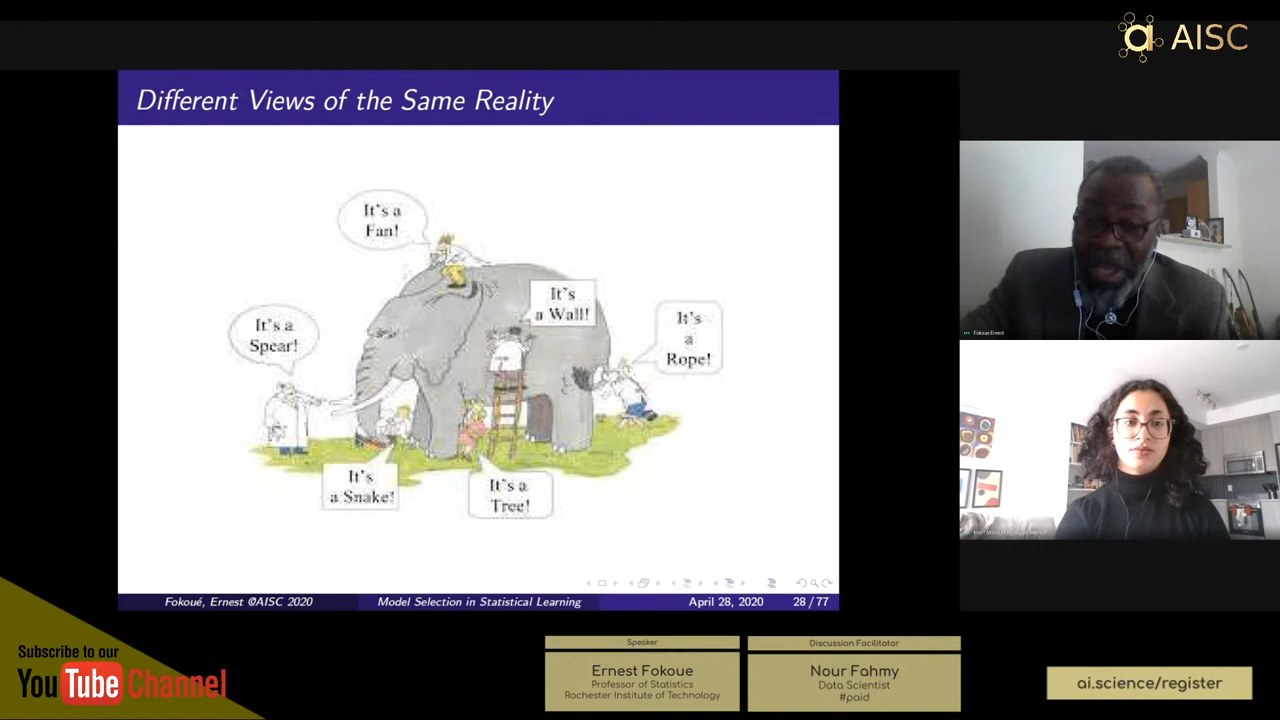 AISC
Different Views of the Same Reality
It's a
Fan!
It's
a Wall!
It's a
Spear!
It's
a
Rope!
It's
a Snake!
It's a
Tree!
Fokoué, Ernest @AISC 2020
Model Selection in Statistical Learning
April 28, 2020
28 / 77
Fokoue Ernest
Subscribe to our
YouTube Channel
Speaker
Ernest Fokoue
Professor of Statistics
Rochester Institute of Technology
Discussion Facilitator
Nour Fahmy
Data Scientist
#paid
ai.science/register